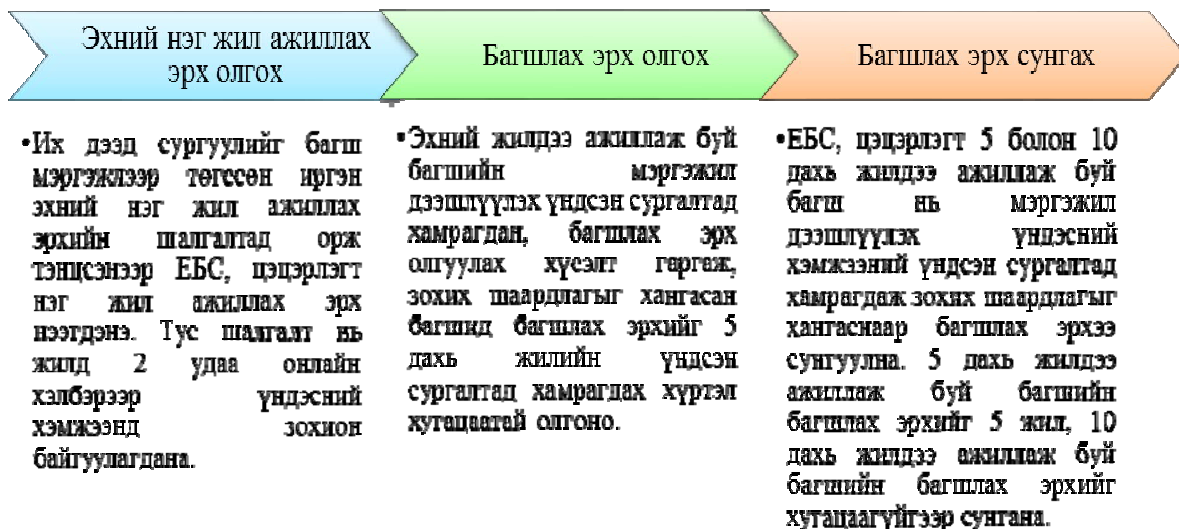 Эхний нэг жил ажиллах
эрх олгох
Багшлах эрх олгох
Багшлах эрх сунгах
•Их дээд сургуулийг багш
мэргэжлээр төгссөн иргэн
эхний нэг жил ажиллах
эрхийн шалгалтад орж
тэнцсэнээр ЕБС, цэцэрлэгт
нэг жил ажиллах эрх
нээгдэнэ. Тус шалгалт нь
жилд 2 удаа онлайн
хэлбэрээр үндэсний
хэмжээнд зохион
байгуулагдана.
•Эхний жилдээ ажиллаж буй
багшийн мэргэжил
дээшлүүлэх үндсэн сургалтад
хамрагдан, багшлах эрх
олгуулах хүсэлт гаргаж,
зохих шаардлагыг хангасан
багшид багшлах эрхийг 5
дахь жилийн үндсэн
сургалтад хамрагдах хүртэл
хугацаатай олгоно.
•ЕБС, цэцэрлэгт 5 болон 10
дахь жилдээ ажиллаж буй
багш нь мэргэжил
дээшлүүлэх үндэсний
хэмжээний үндсэн сургалтад
хамрагдаж зохих шаардлагыг
хангаснаар багшлах эрхээ
сунгуулна. 5 дахь жилдээ
ажиллаж буй багшийн
багшлах эрхийг 5 жил, 10
дахь жилдээ ажиллаж буй
багшийн багшлах эрхийг
хугацаагүйгээр сунгана.